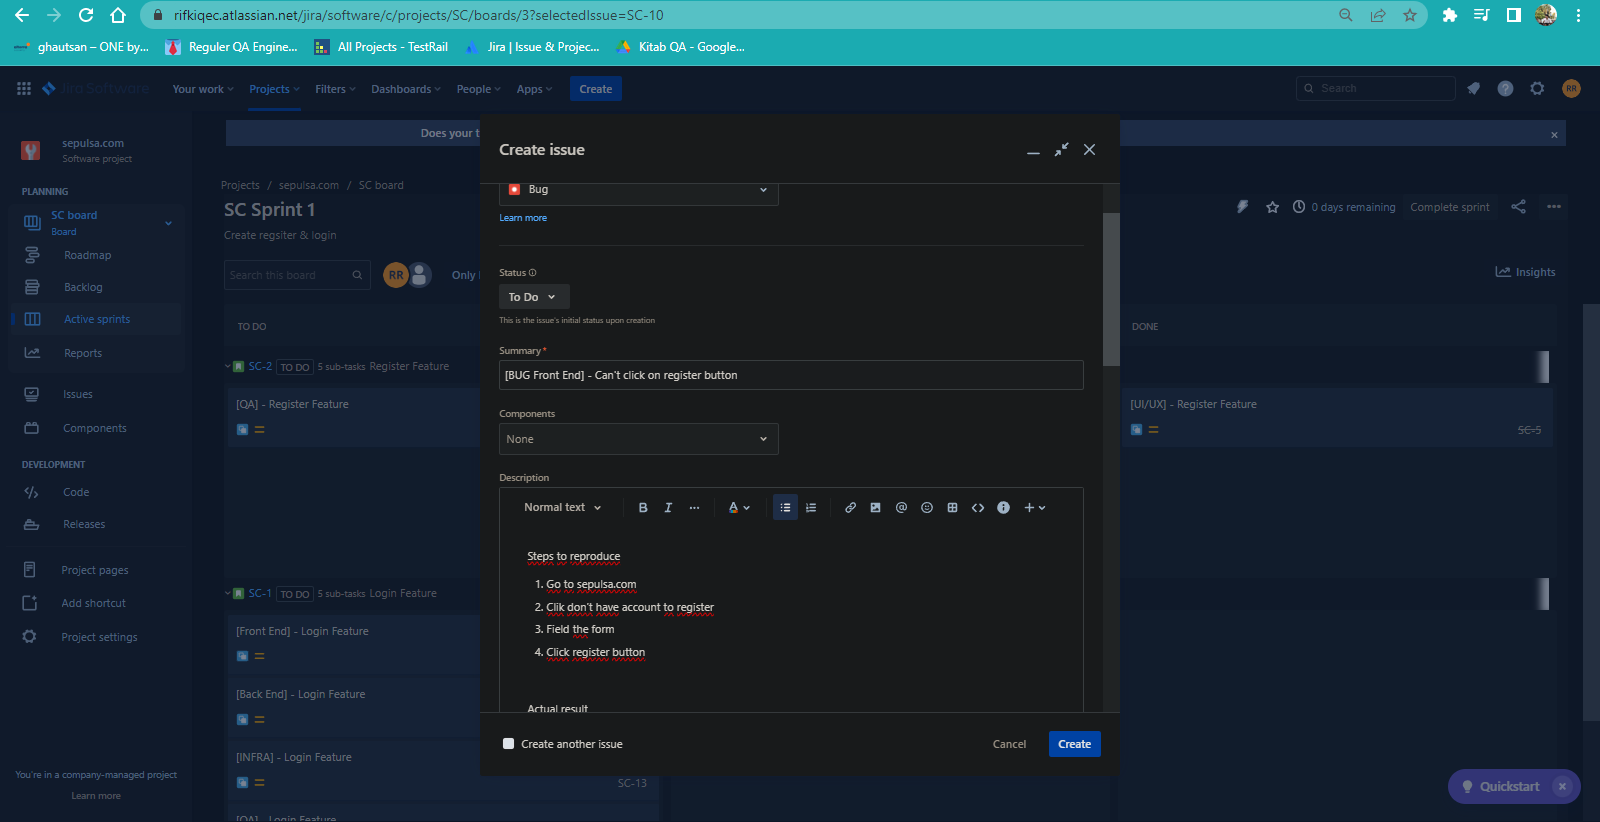 rifkiqec.atlassian.net/jira/software/c/projects/SC/boards/3?selectedIssue=SC-10
ghautsan – ONE by...
Reguler QA Engine...
All Projects - TestRail
Jira | Issue & Projec...
Kitab QA - Google...
Jira Software
Your work
Projects
Filters
Dashboards
People
Apps
Create
Search
RR
sepulsa.com
Software project
PLANNING
SC board
Board
Roadmap
Backlog
Active sprints
Reports
Issues
Components
DEVELOPMENT
Code
Releases
Project pages
Add shortcut
Project settings
You're in a company-managed project
Learn more
Does your t
Projects / sepulsa.com / SC board
SC Sprint 1
Create regsiter & login
Search this board
RR
Only
0 days remaining
Complete sprint
Insights
TO DO
DONE
SC-2 TO DO 5 sub-tasks Register Feature
[QA] - Register Feature
[UI/UX] - Register Feature
SC-5
SC-1 TO DO 5 sub-tasks Login Feature
[Front End] - Login Feature
[Back End] - Login Feature
[INFRA] - Login Feature
SC-13
[QA] - Login Feature
Create issue
Bug
Learn more
Status
To Do
This is the issue's initial status upon creation
Summary *
[BUG Front End] - Can't click on register button
Components
None
Description
Normal text
B I ... A
Steps to reproduce
1. Go to sepulsa.com
2. Clik don't have account to register
3. Field the form
4. Click register button
Actual result
Create another issue
Cancel
Create
Quickstart